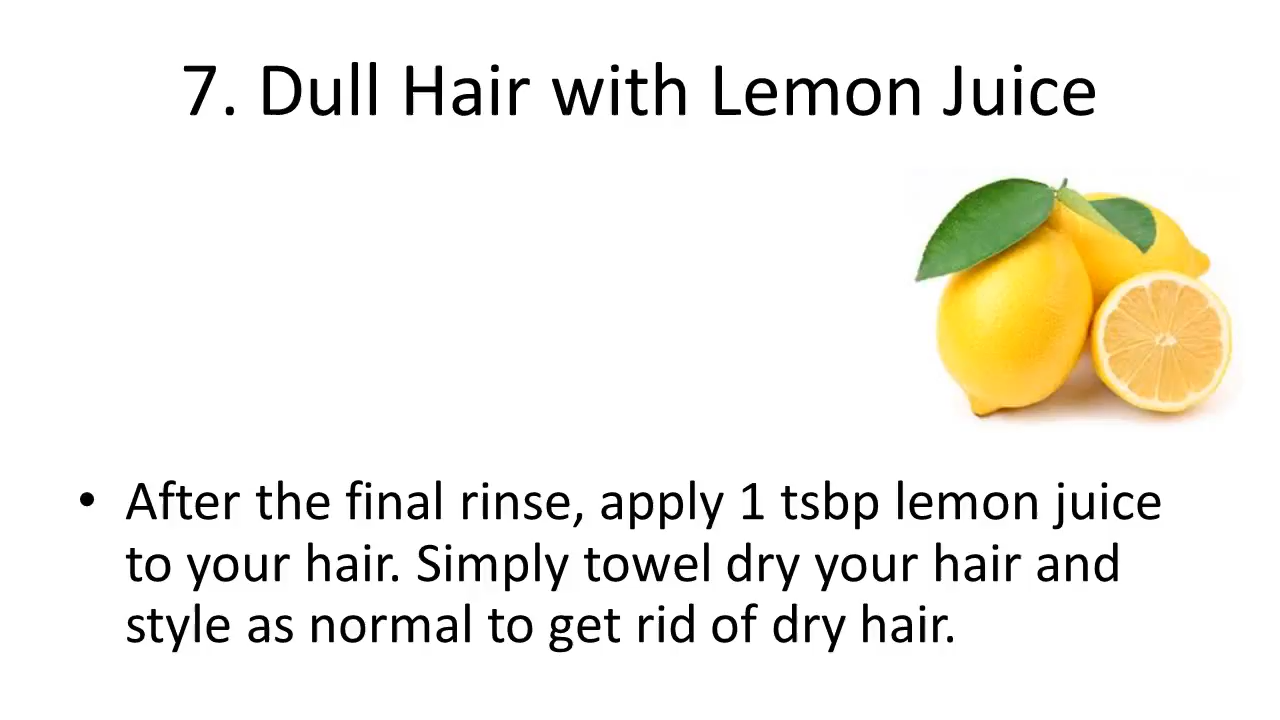 7. Dull Hair with Lemon Juice
• After the final rinse, apply 1 tsbp lemon juice
to your hair. Simply towel dry your hair and
style as normal to get rid of dry hair.